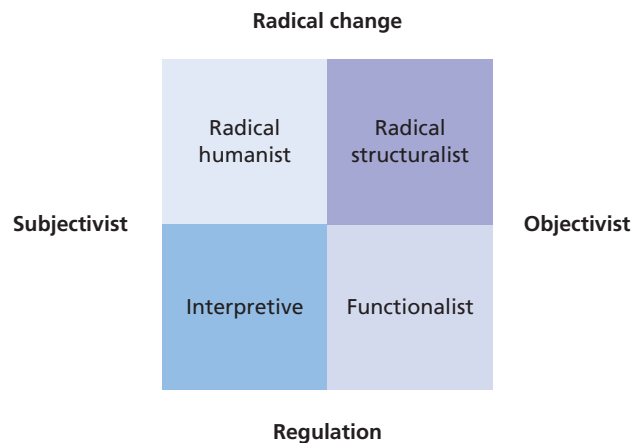 Radical change
Radical
humanist
Radical
structuralist
Subjectivist
Objectivist
Interpretive
Functionalist
Regulation